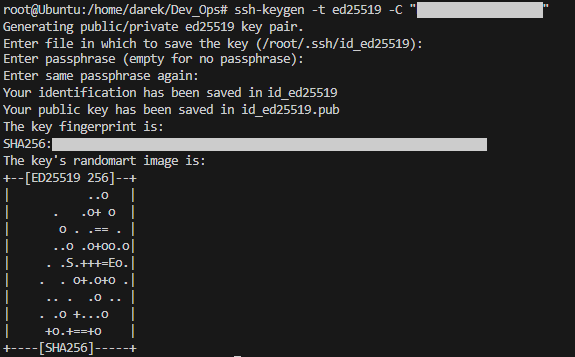 root@Ubuntu:/home/darek/Dev_Ops# ssh-keygen -t ed25519 -C "                  "
Generating public/private ed25519 key pair.
Enter file in which to save the key (/root/.ssh/id_ed25519):
Enter passphrase (empty for no passphrase):
Enter same passphrase again:
Your identification has been saved in id_ed25519
Your public key has been saved in id_ed25519.pub
The key fingerprint is:
SHA256:
The key's randomart image is:
+--[ED25519 256]--+
|           ..o   |
|      .   .o+ o  |
|       o . .== . |
|      ..o .o+oo.o|
|     . .S.+++=Eo.|
|    .  . o+.o+o .|
|     .. .  .o .. |
|    . .o +...o   |
|     +o.+==+o    |
+----[SHA256]-----+